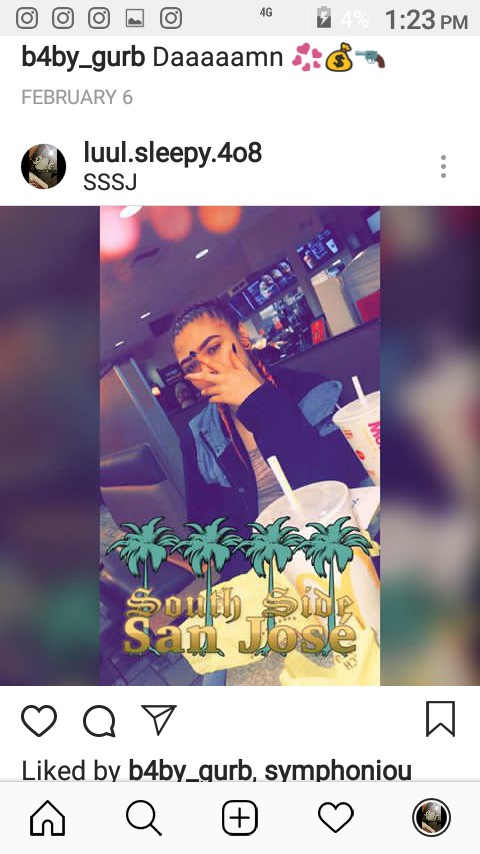 4G 4% 1:23 PM
b4by_gurb Daaaaamn 💞💰🔫
FEBRUARY 6
luul.sleepy.4o8
SSSJ
South Side
San José
Liked by b4by_gurb, symphoniou